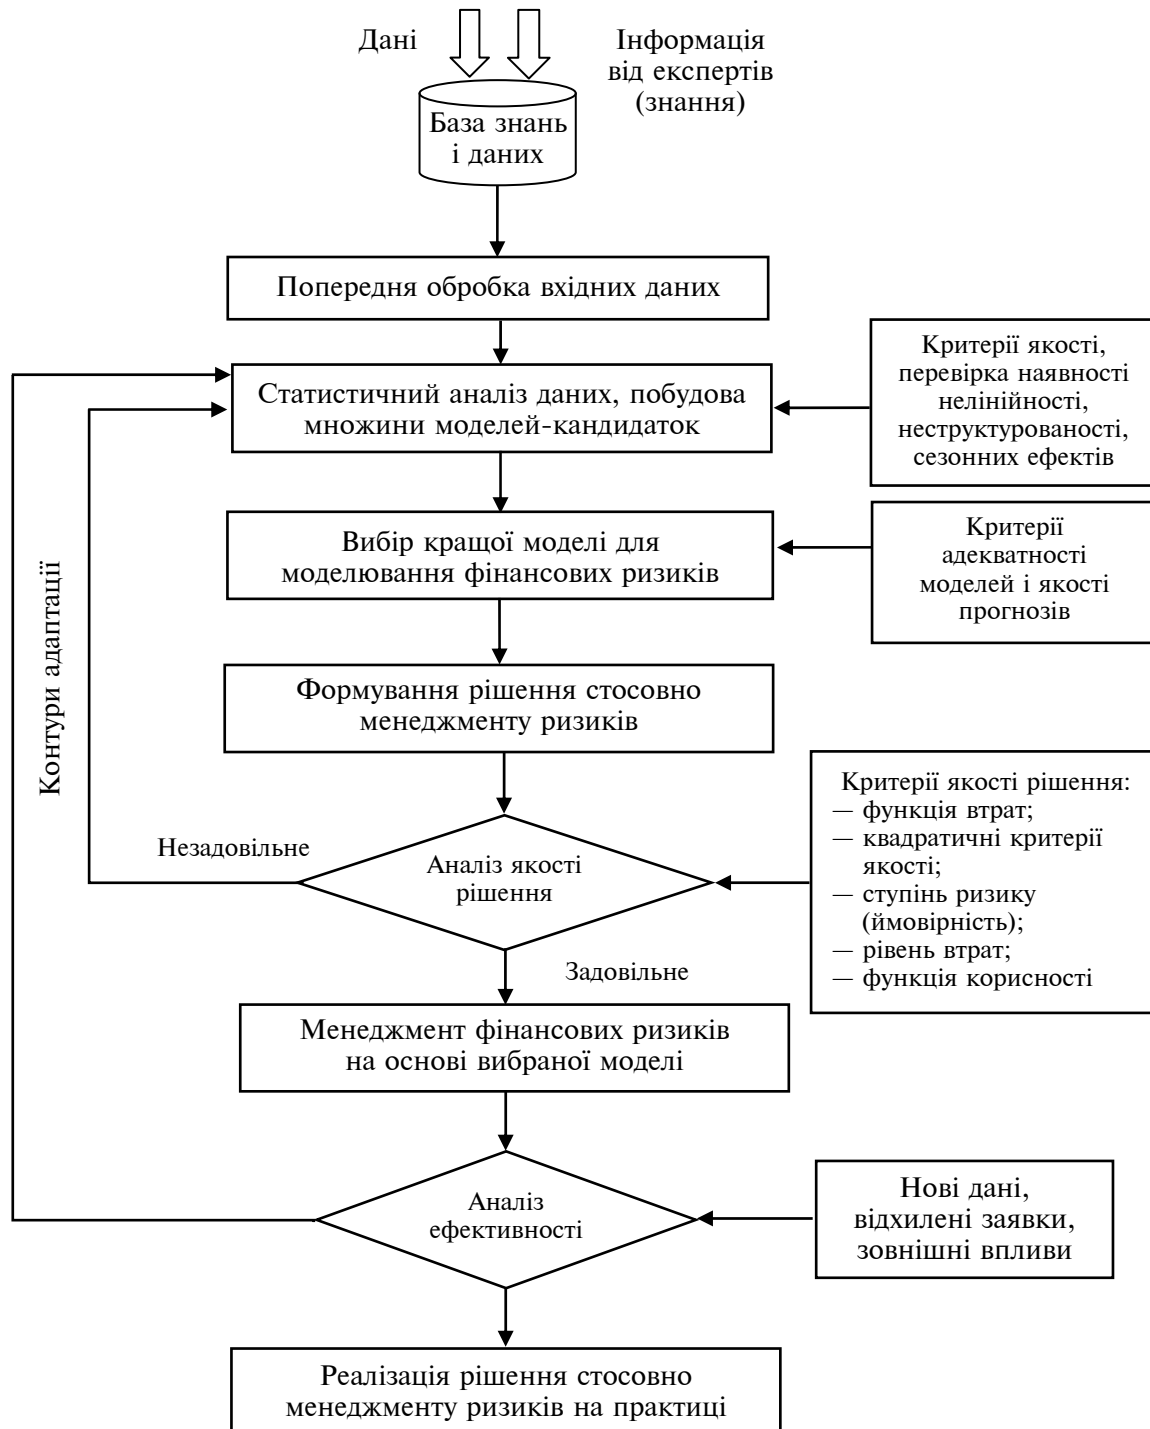 Дані
Інформація
від експертів
(знання)
База знань
і даних
Попередня обробка вхідних даних
Критерії якості,
перевірка наявності
нелінійності,
неструктурованості,
сезонних ефектів
Статистичний аналіз даних, побудова
множини моделей-кандидаток
Вибір кращої моделі для
моделювання фінансових ризиків
Критерії
адекватності
моделей і якості
прогнозів
Контури адаптації
Формування рішення стосовно
менеджменту ризиків
Критерії якості рішення:
— функція втрат;
— квадратичні критерії
якості;
— ступінь ризику
(ймовірність);
— рівень втрат;
— функція корисності
Незадовільне
Аналіз якості
рішення
Задовільне
Менеджмент фінансових ризиків
на основі вибраної моделі
Аналіз
ефективності
Нові дані,
відхилені заявки,
зовнішні впливи
Реалізація рішення стосовно
менеджменту ризиків на практиці